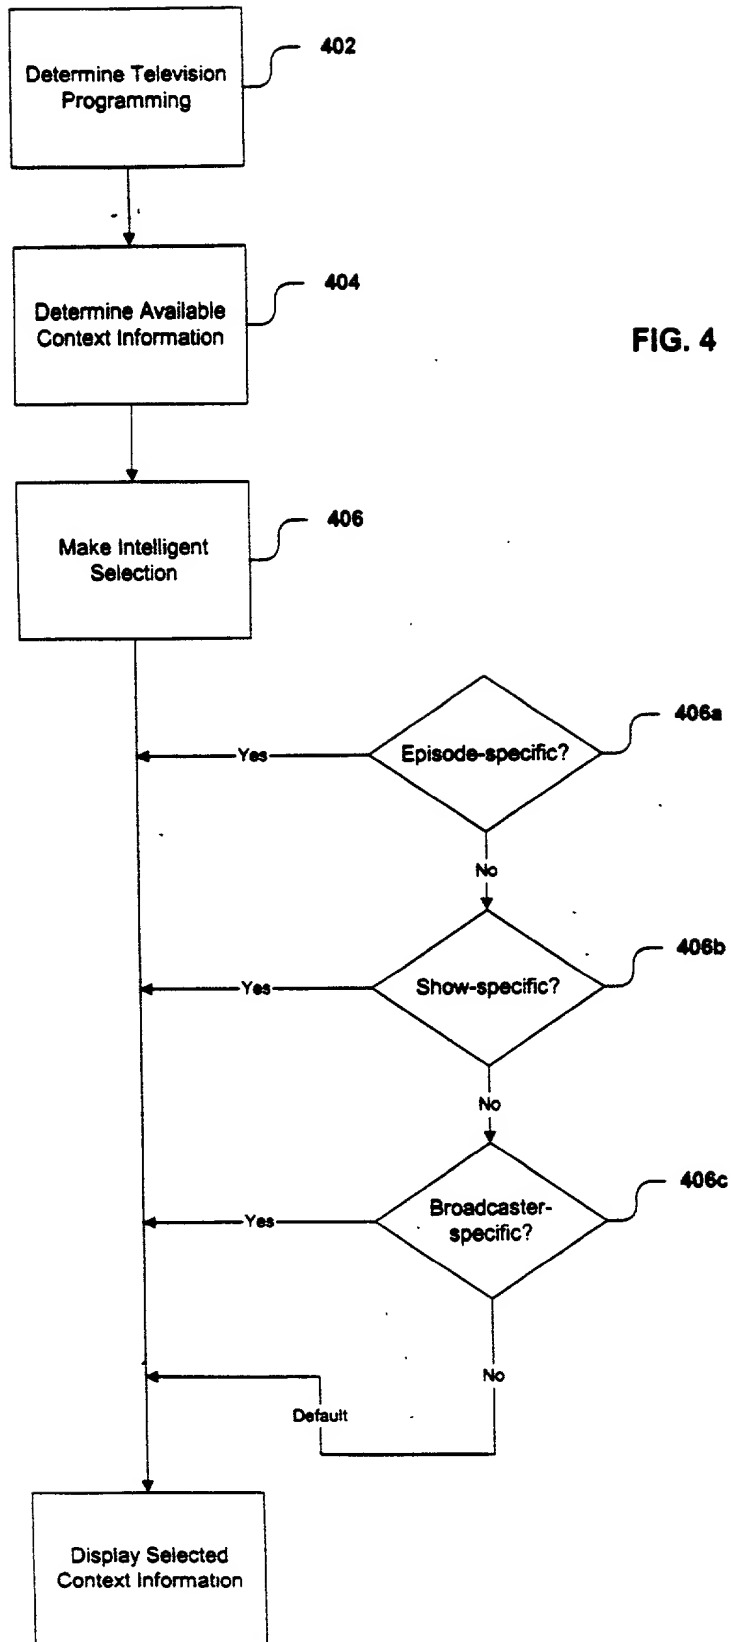 402
Determine Television
Programming
404
Determine Available
Context Information
FIG. 4
406
Make Intelligent
Selection
406a
Episode-specific?
Yes
No
406b
Show-specific?
Yes
No
406c
Broadcaster-
specific?
Yes
No
Default
Display Selected
Context Information